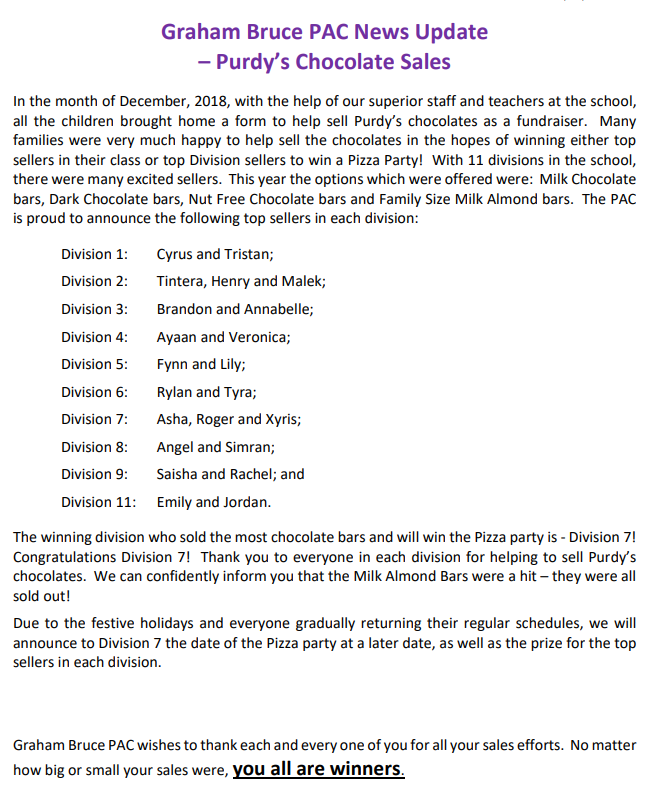 Graham Bruce PAC News Update
– Purdy’s Chocolate Sales
In the month of December, 2018, with the help of our superior staff and teachers at the school,
all the children brought home a form to help sell Purdy’s chocolates as a fundraiser. Many
families were very much happy to help sell the chocolates in the hopes of winning either top
sellers in their class or top Division sellers to win a Pizza Party! With 11 divisions in the school,
there were many excited sellers. This year the options which were offered were: Milk Chocolate
bars, Dark Chocolate bars, Nut Free Chocolate bars and Family Size Milk Almond bars. The PAC
is proud to announce the following top sellers in each division:
Division 1: Cyrus and Tristan;
Division 2: Tintera, Henry and Malek;
Division 3: Brandon and Annabelle;
Division 4: Ayaan and Veronica;
Division 5: Fynn and Lily;
Division 6: Rylan and Tyra;
Division 7: Asha, Roger and Xyris;
Division 8: Angel and Simran;
Division 9: Saisha and Rachel; and
Division 11: Emily and Jordan.
The winning division who sold the most chocolate bars and will win the Pizza party is - Division 7!
Congratulations Division 7! Thank you to everyone in each division for helping to sell Purdy’s
chocolates. We can confidently inform you that the Milk Almond Bars were a hit – they were all
sold out!
Due to the festive holidays and everyone gradually returning their regular schedules, we will
announce to Division 7 the date of the Pizza party at a later date, as well as the prize for the top
sellers in each division.
Graham Bruce PAC wishes to thank each and every one of you for all your sales efforts. No matter
how big or small your sales were, you all are winners.